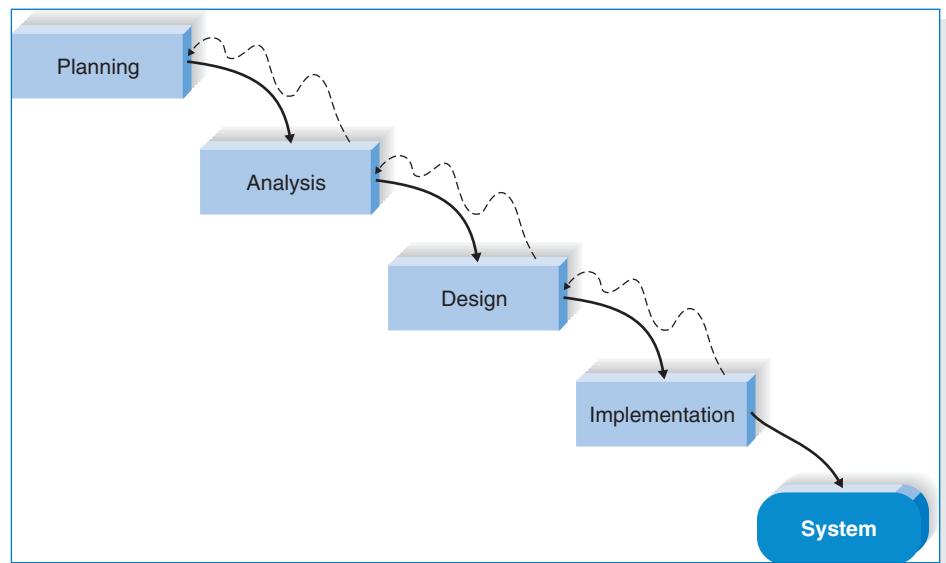 Planning
Analysis
Design
Implementation
System